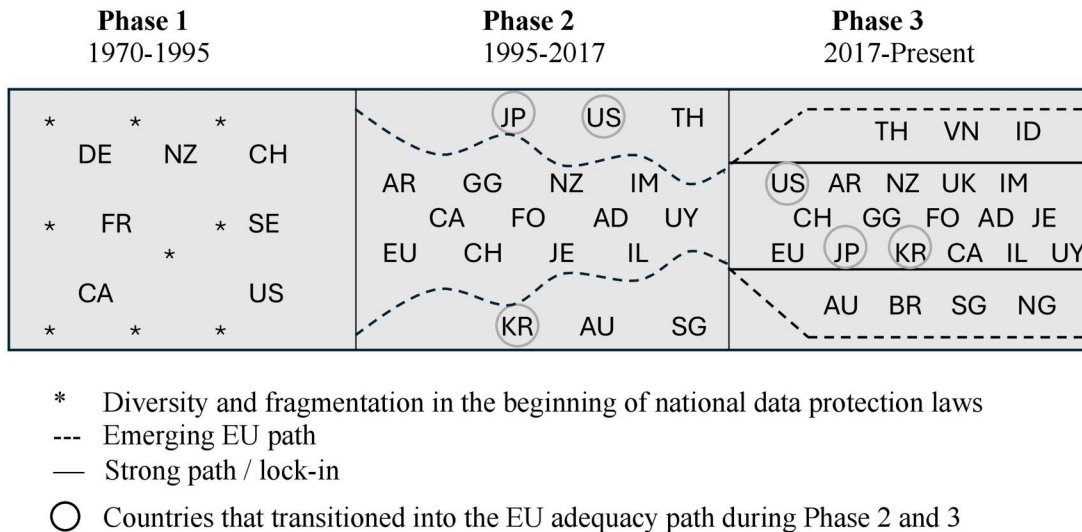 Phase 1 Phase 2 Phase 3
1970-1995 1995-2017 2017-Present
* * *
DE NZ CH
* FR * SE
*
CA US
* * *
JP US TH
AR GG NZ IM
CA FO AD UY
EU CH JE IL
KR AU SG
TH VN ID
US AR NZ UK IM
CH GG FO AD JE
EU JP KR CA IL UY
AU BR SG NG
* Diversity and fragmentation in the beginning of national data protection laws
--- Emerging EU path
— Strong path / lock-in
Countries that transitioned into the EU adequacy path during Phase 2 and 3